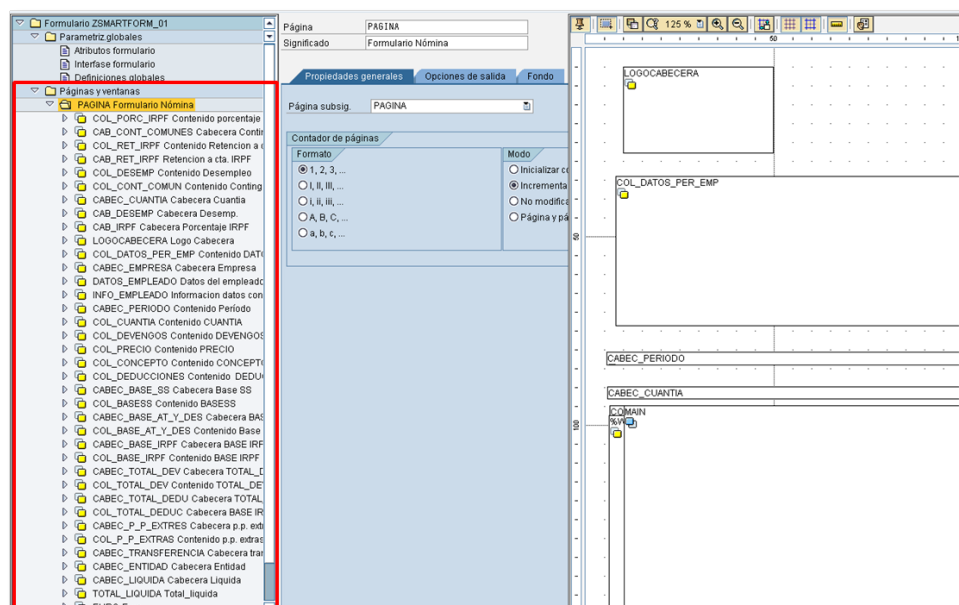 Formulario ZSMARTFORM_01
Parametriz.globales
Atributos formulario
Interfase formulario
Definiciones globales
Páginas y ventanas
PAGINA Formulario Nómina
COL_PORC_IRPF Contenido porcentaje
CAB_CONT_COMUNES Cabecera Contin
COL_RET_IRPF Contenido Retencion a
CAB_RET_IRPF Retencion a cta. IRPF
COL_DESEMP Contenido Desempleo
COL_CONT_COMUN Contenido Conting
CABEC_CUANTIA Cabecera Cuantia
CAB_DESEMP Cabecera Desemp.
CAB_IRPF Cabecera Porcentaje IRPF
LOGOCABECERA Logo Cabecera
COL_DATOS_PER_EMP Contenido DAT
CABEC_EMPRESA Cabecera Empresa
DATOS_EMPLEADO Datos del empleado
INFO_EMPLEADO Informacion datos con
CABEC_PERIODO Contenido Período
COL_CUANTIA Contenido CUANTIA
COL_DEVENGOS Contenido DEVENGOS
COL_PRECIO Contenido PRECIO
COL_CONCEPTO Contenido CONCEPT
COL_DEDUCCIONES Contenido DEDU
CABEC_BASE_SS Cabecera Base SS
COL_BASESS Contenido BASESS
CABEC_BASE_AT_Y_DES Cabecera BAS
COL_BASE_AT_Y_DES Contenido Base
CABEC_BASE_IRPF Cabecera BASE IRF
COL_BASE_IRPF Contenido BASE IRPF
CABEC_TOTAL_DEV Cabecera TOTAL_D
COL_TOTAL_DEV Contenido TOTAL_DE
CABEC_TOTAL_DEDU Cabecera TOTAL
COL_TOTAL_DEDUC Cabecera BASE IR
CABEC_P_P_EXTRES Cabecera p.p. ext
COL_P_P_EXTRAS Contenido p.p. extras
CABEC_TRANSFERENCIA Cabecera tran
CABEC_ENTIDAD Cabecera Entidad
CABEC_LIQUIDA Cabecera Liquida
TOTAL_LIQUIDA Total_liquida
Página PAGINA
Significado Formulario Nómina
Propiedades generales Opciones de salida Fondo
Página subsig. PAGINA
Contador de páginas
Formato Modo
1, 2, 3, ... Inicializar co
I, II, III, ... Incrementa
i, ii, iii, ... No modifica
A, B, C, ... Página y pá
a, b, c, ...
125 %
50
LOGOCABECERA
COL_DATOS_PER_EMP
50
CABEC_PERIODO
CABEC_CUANTIA
COMAIN
100